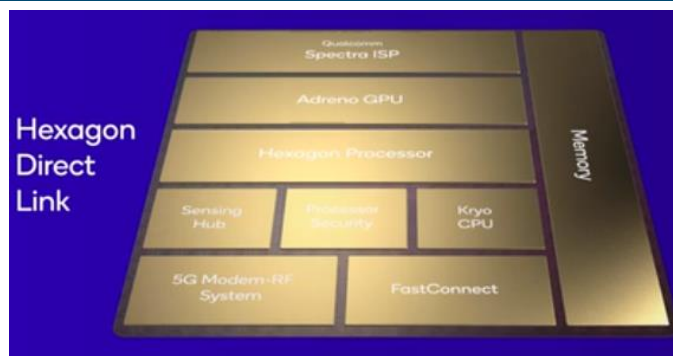 Hexagon
Direct
Link
Qualcomm
Spectra ISP
Adreno GPU
Hexagon Processor
Memory
Sensing
Hub
Processor
Security
Kryo
CPU
5G Modem-RF
System
FastConnect